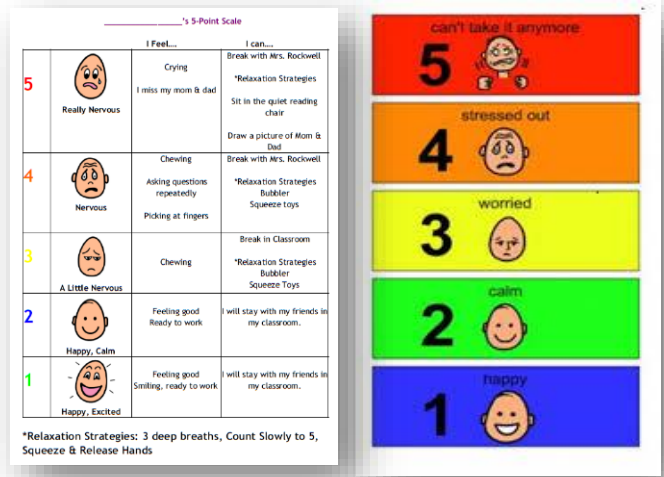 ________________'s 5-Point Scale
I Feel.... I can....
5
Really Nervous
Crying
I miss my mom & dad
Break with Mrs. Rockwell
*Relaxation Strategies
Sit in the quiet reading
chair
Draw a picture of Mom &
Dad
4
Nervous
Chewing
Asking questions
repeatedly
Picking at fingers
Break with Mrs. Rockwell
*Relaxation Strategies
Bubbler
Squeeze toys
3
A Little Nervous
Chewing
Break in Classroom
*Relaxation Strategies
Bubbler
Squeeze Toys
2
Happy, Calm
Feeling good
Ready to work
I will stay with my friends in
my classroom.
1
Happy, Excited
Feeling good
Smiling, ready to work
I will stay with my friends in
my classroom.
*Relaxation Strategies: 3 deep breaths, Count Slowly to 5,
Squeeze & Release Hands
can't take it anymore
5
stressed out
4
worried
3
calm
2
happy
1